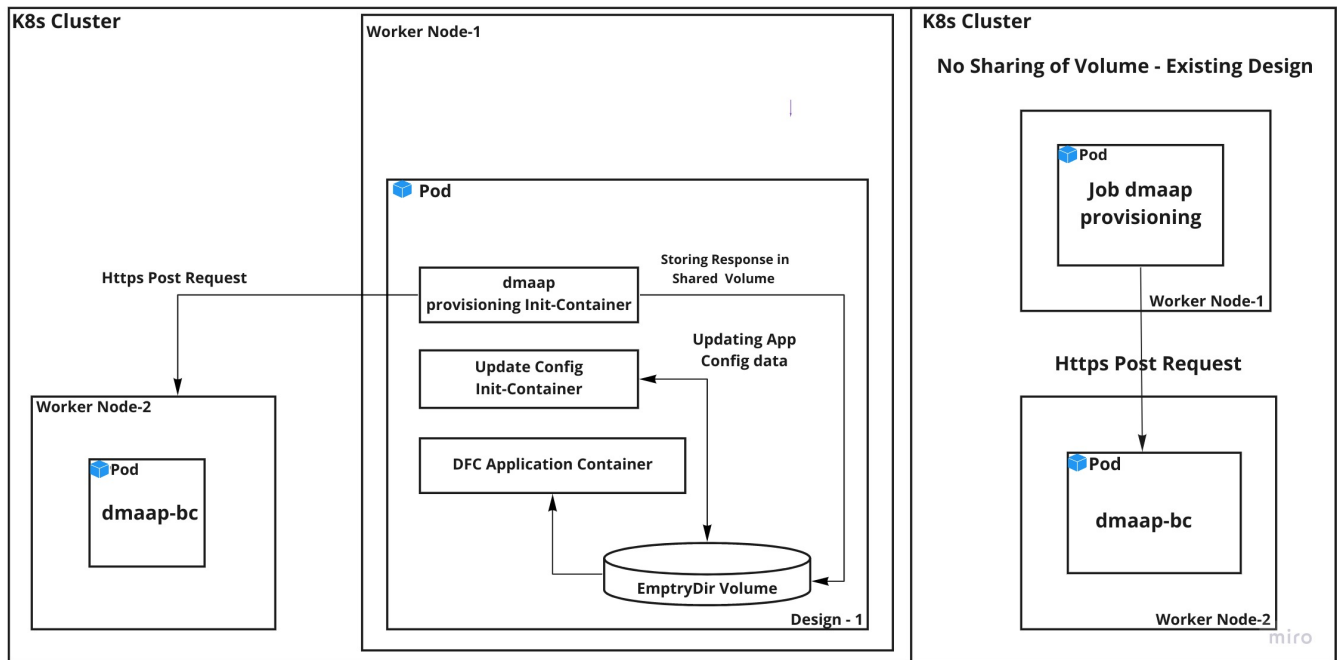 K8s Cluster
Worker Node-1
Pod
Https Post Request
dmaap
provisioning Init-Container
Storing Response in
Shared Volume
Updating App
Config data
Update Config
Init-Container
DFC Application Container
EmptryDir Volume
Design - 1
Worker Node-2
Pod
dmaap-bc
K8s Cluster
No Sharing of Volume - Existing Design
Pod
Job dmaap
provisioning
Worker Node-1
Https Post Request
Pod
dmaap-bc
Worker Node-2
miro